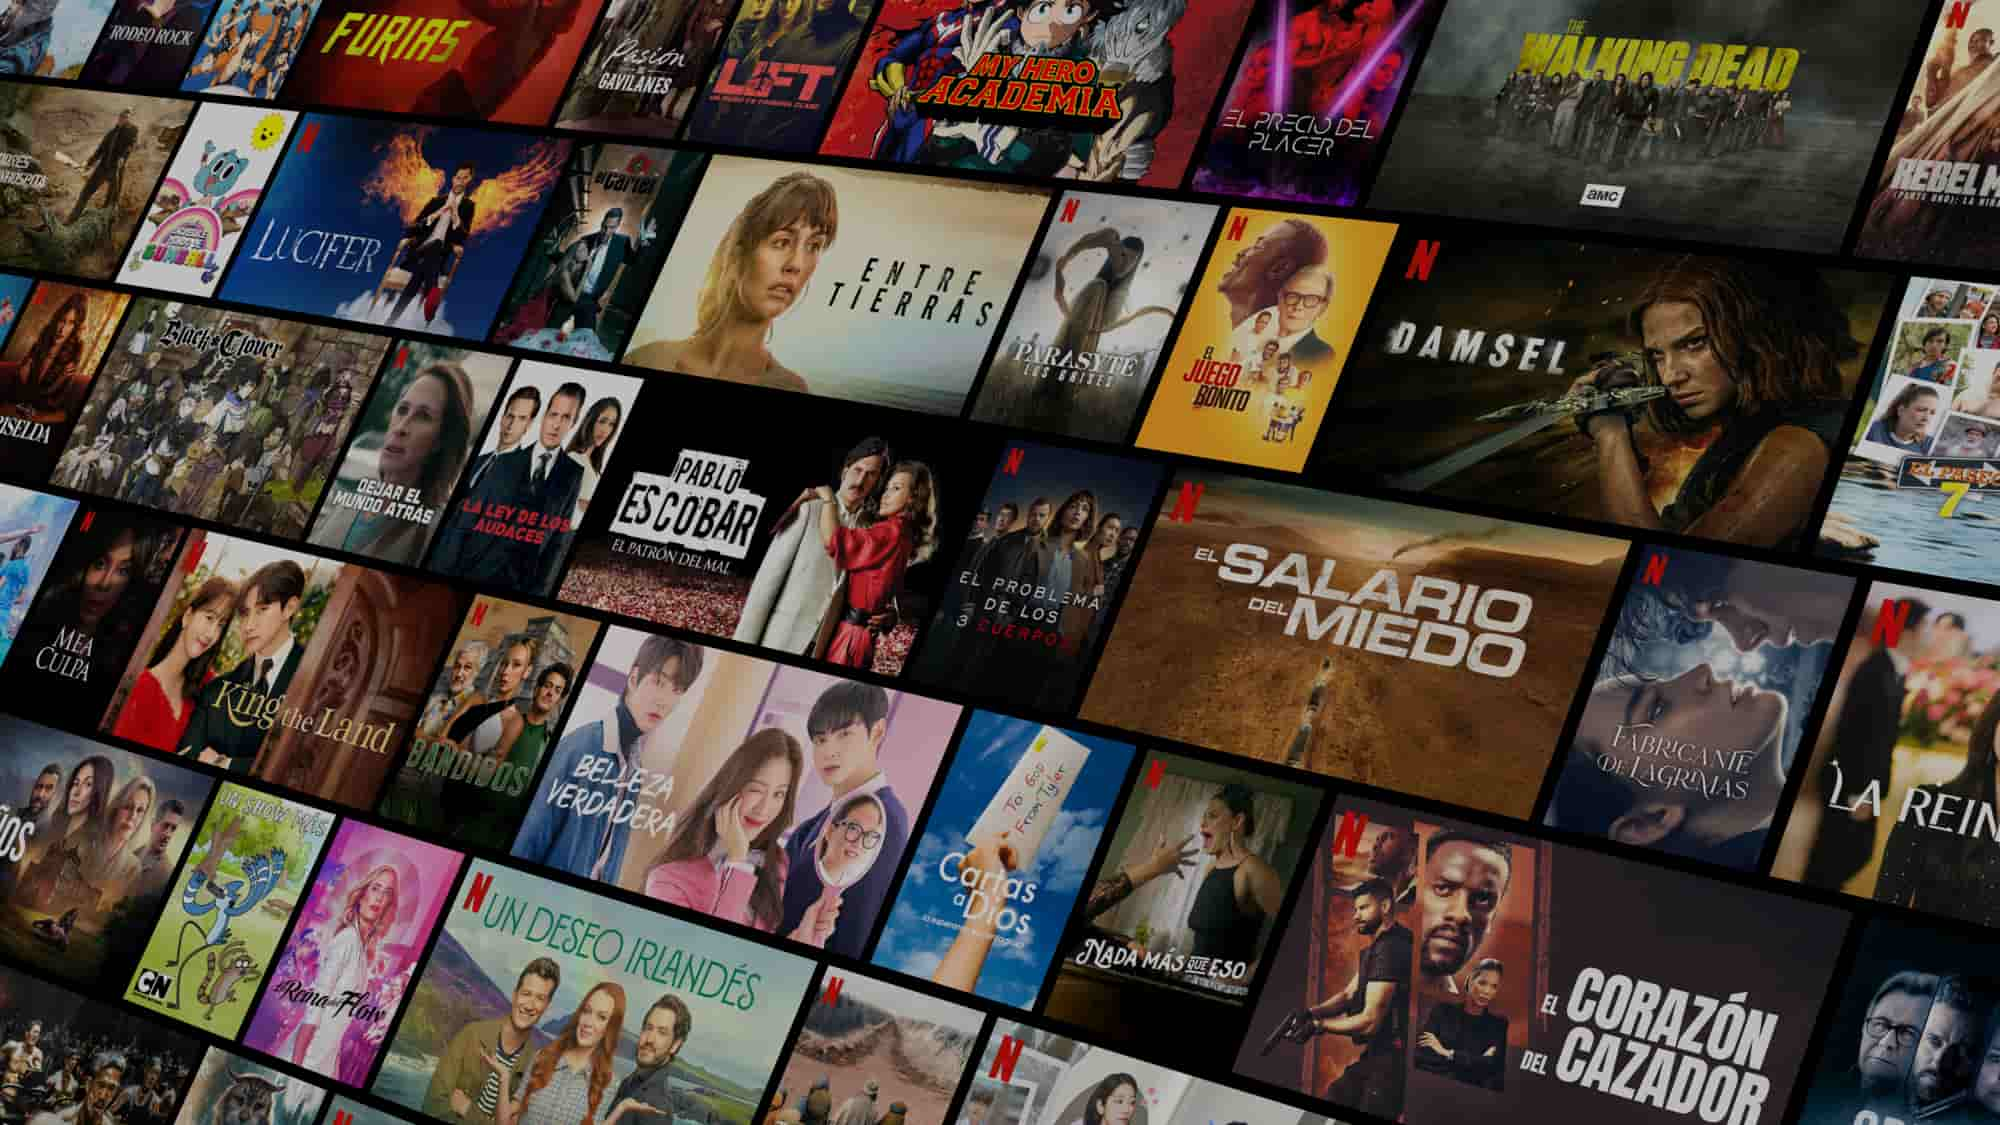 RODEO ROCK
FURIAS
Pasión
GAVILANES
LIFT
MY HERO
ACADEMIA
EL PRECIO DEL
PLACER
THE
WALKING DEAD
amc
N
REBEL M
N
LUCIFER
GUMBALL
el Cartel
ENTRE
TIERRAS
N
PARASYTE
LOS GRISES
N
EL
JUEGO
BONITO
N
DAMSEL
7
ISELDA
Black Clover
N
DEJAR EL
MUNDO ATRÁS
LA LEY DE LOS
AUDACES
PABLO
ESCOBAR
EL PATRÓN DEL MAL
N
EL PROBLEMA
DE LOS
3 CUERPOS
N
EL SALARIO
DEL MIEDO
N
FABRICANTE
DE LÁGRIMAS
N
LA REIN
N
MEA
CULPA
N
King the Land
N
BANDIDOS
BELLEZA
VERDADERA
To: God
From: Tyler
Cartas
a Dios
N
NADA MÁS QUE ESO
N
EL CORAZÓN
DEL CAZADOR
OS
UN SHOW MÁS
CN
La Reina del Flow
N
UN DESEO IRLANDÉS
N
N
N